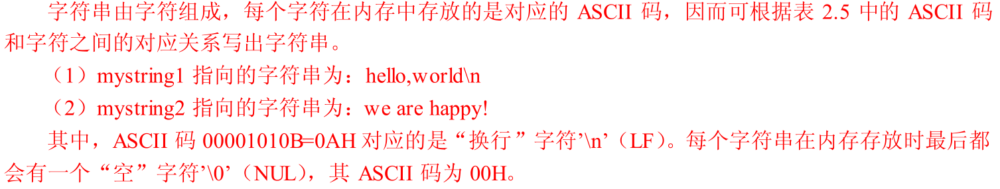 字符串由字符组成，每个字符在内存中存放的是对应的 ASCII 码，因而可根据表 2.5 中的 ASCII 码
和字符之间的对应关系写出字符串。
（1）mystring1 指向的字符串为：hello,world\n
（2）mystring2 指向的字符串为：we are happy!
其中，ASCII 码 00001010B=0AH 对应的是“换行”字符’\n’（LF）。每个字符串在内存存放时最后都
会有一个“空”字符’\0’（NUL），其 ASCII 码为 00H。